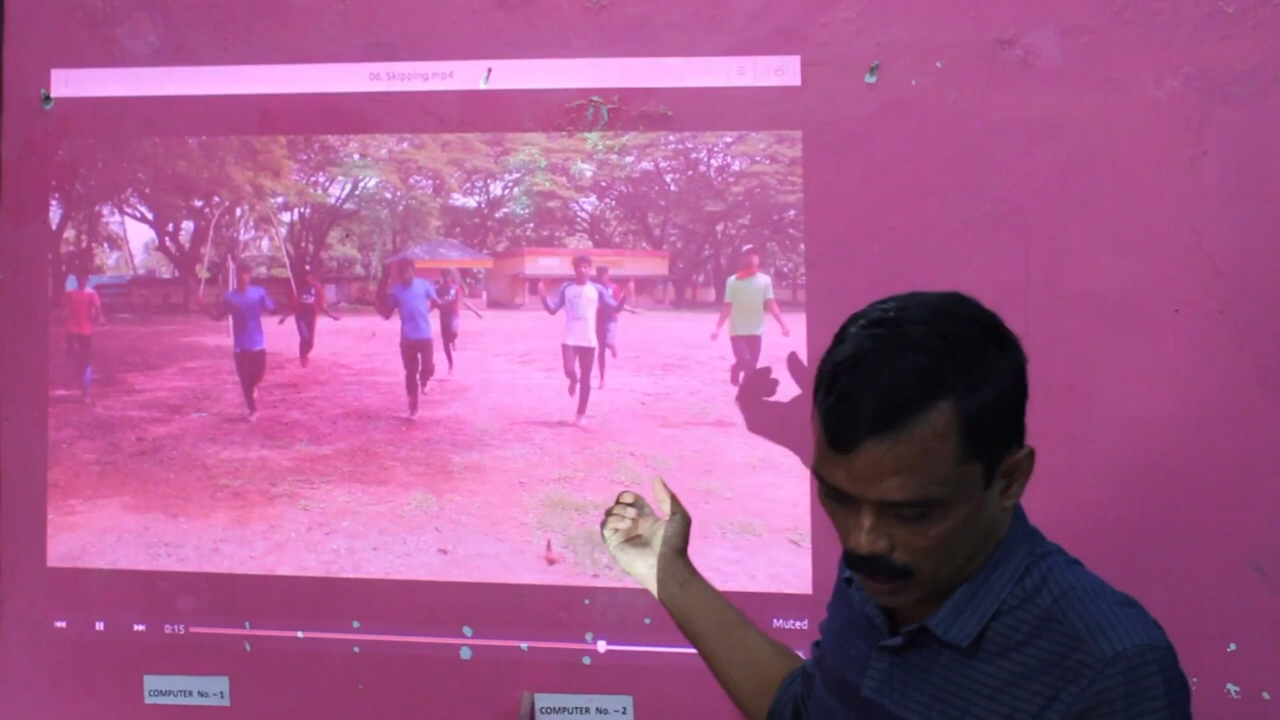 06. Skipping.mp4
0:15
Muted
COMPUTER No. – 1
COMPUTER No. – 2